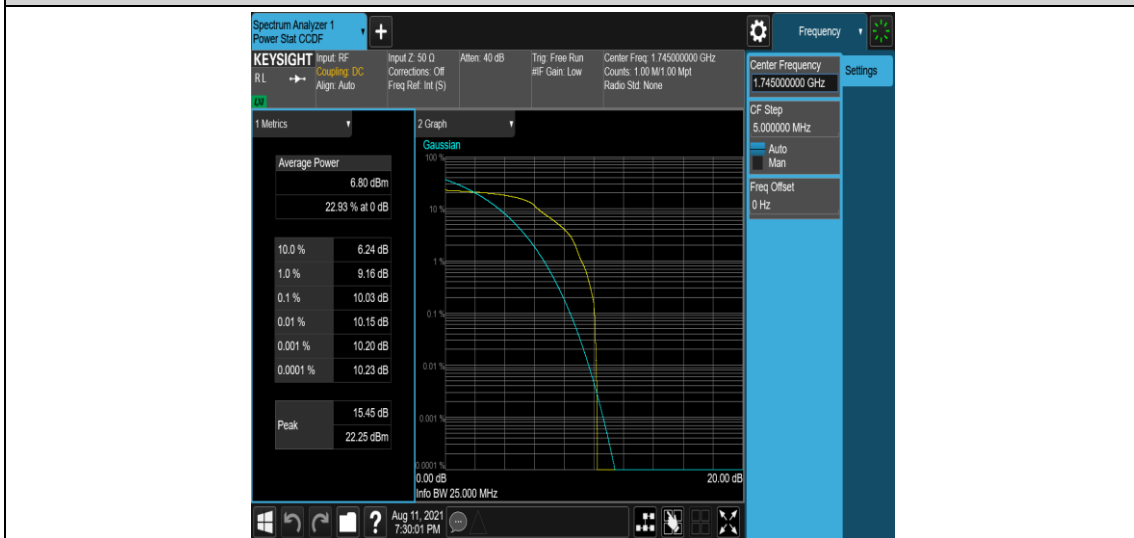 Spectrum Analyzer 1
Power Stat CCDF
+
Frequency
KEYSIGHT
RL
LM
Input: RF
Coupling: DC
Align: Auto
Input Z: 50 Ω
Corrections: Off
Freq Ref: Int (S)
Atten: 40 dB
Trig: Free Run
#IF Gain: Low
Center Freq: 1.745000000 GHz
Counts: 1.00 M/1.00 Mpt
Radio Std: None
Center Frequency
1.745000000 GHz
Settings
CF Step
5.000000 MHz
Auto
Man
Freq Offset
0 Hz
1 Metrics
Average Power
6.80 dBm
22.93 % at 0 dB
10.0 % 6.24 dB
1.0 % 9.16 dB
0.1 % 10.03 dB
0.01 % 10.15 dB
0.001 % 10.20 dB
0.0001 % 10.23 dB
Peak
15.45 dB
22.25 dBm
2 Graph
Gaussian
100 %
10 %
1 %
0.1 %
0.01 %
0.001 %
0.0001 %
0.00 dB 20.00 dB
Info BW 25.000 MHz
?
Aug 11, 2021
7:30:01 PM